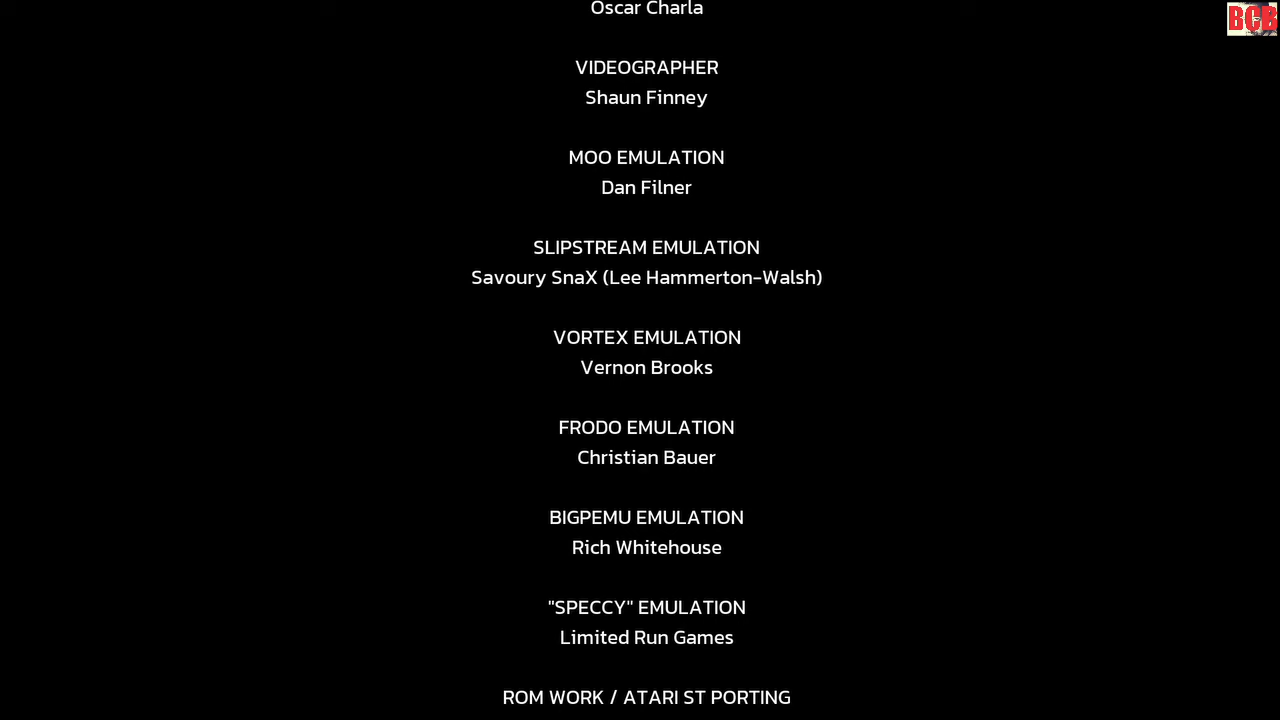 Oscar Charla
BCB
VIDEOGRAPHER
Shaun Finney
MOO EMULATION
Dan Filner
SLIPSTREAM EMULATION
Savoury SnaX (Lee Hammerton-Walsh)
VORTEX EMULATION
Vernon Brooks
FRODO EMULATION
Christian Bauer
BIGPEMU EMULATION
Rich Whitehouse
"SPECCY" EMULATION
Limited Run Games
ROM WORK / ATARI ST PORTING